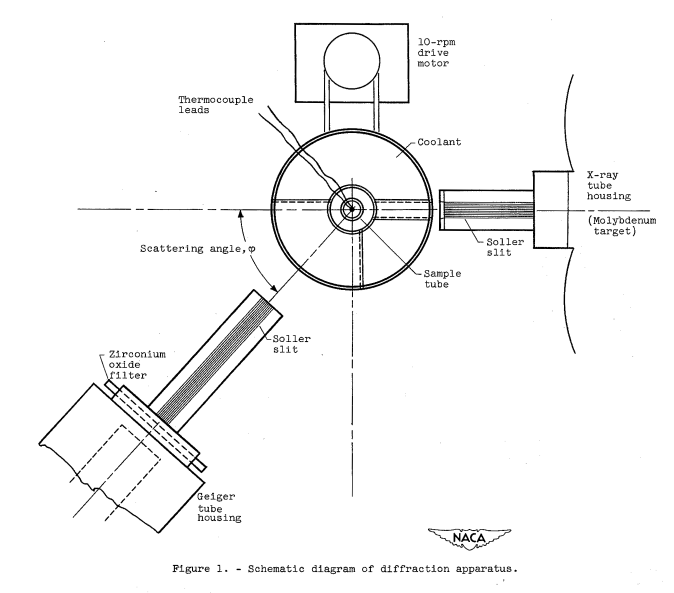 10-rpm
drive
motor
Thermocouple
leads
Coolant
X-ray
tube
housing
(Molybdenum
target)
Soller
slit
Scattering angle, φ
Sample
tube
Soller
slit
Zirconium
oxide
filter
Geiger
tube
housing
NACA
Figure 1. - Schematic diagram of diffraction apparatus.